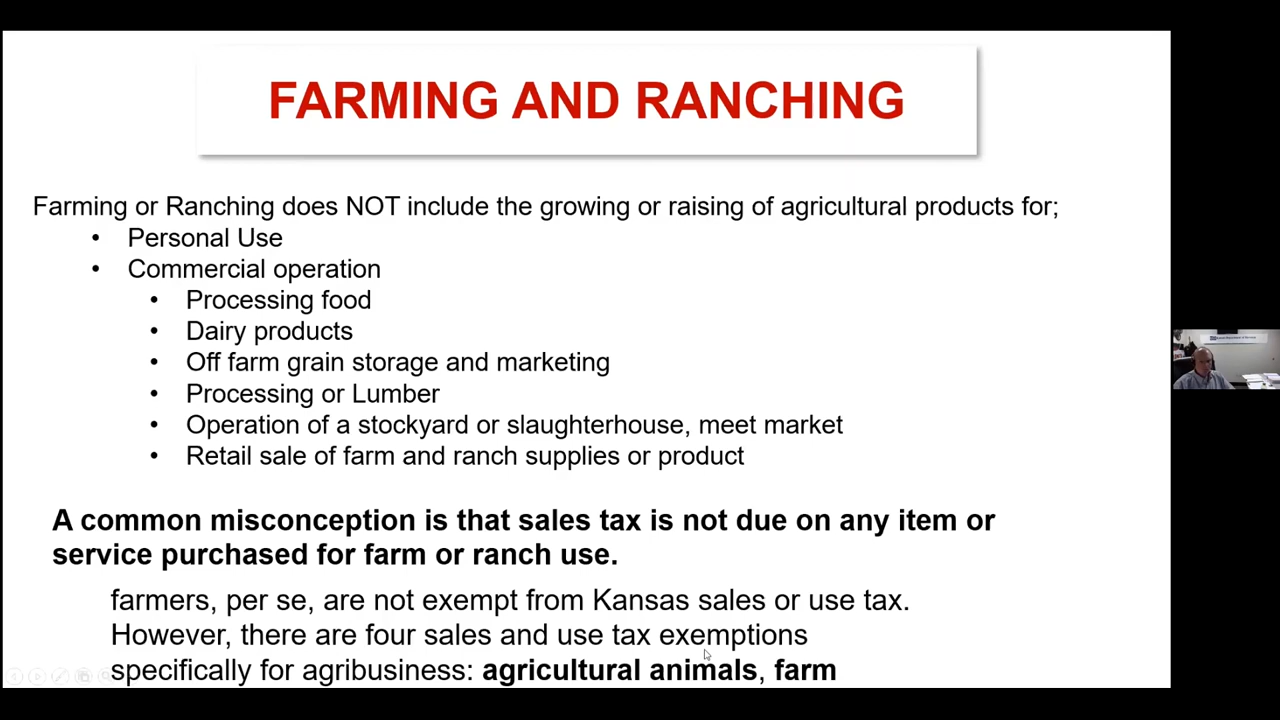 FARMING AND RANCHING
Farming or Ranching does NOT include the growing or raising of agricultural products for;
• Personal Use
• Commercial operation
• Processing food
• Dairy products
• Off farm grain storage and marketing
• Processing or Lumber
• Operation of a stockyard or slaughterhouse, meet market
• Retail sale of farm and ranch supplies or product
A common misconception is that sales tax is not due on any item or
service purchased for farm or ranch use.
farmers, per se, are not exempt from Kansas sales or use tax.
However, there are four sales and use tax exemptions
specifically for agribusiness: agricultural animals, farm